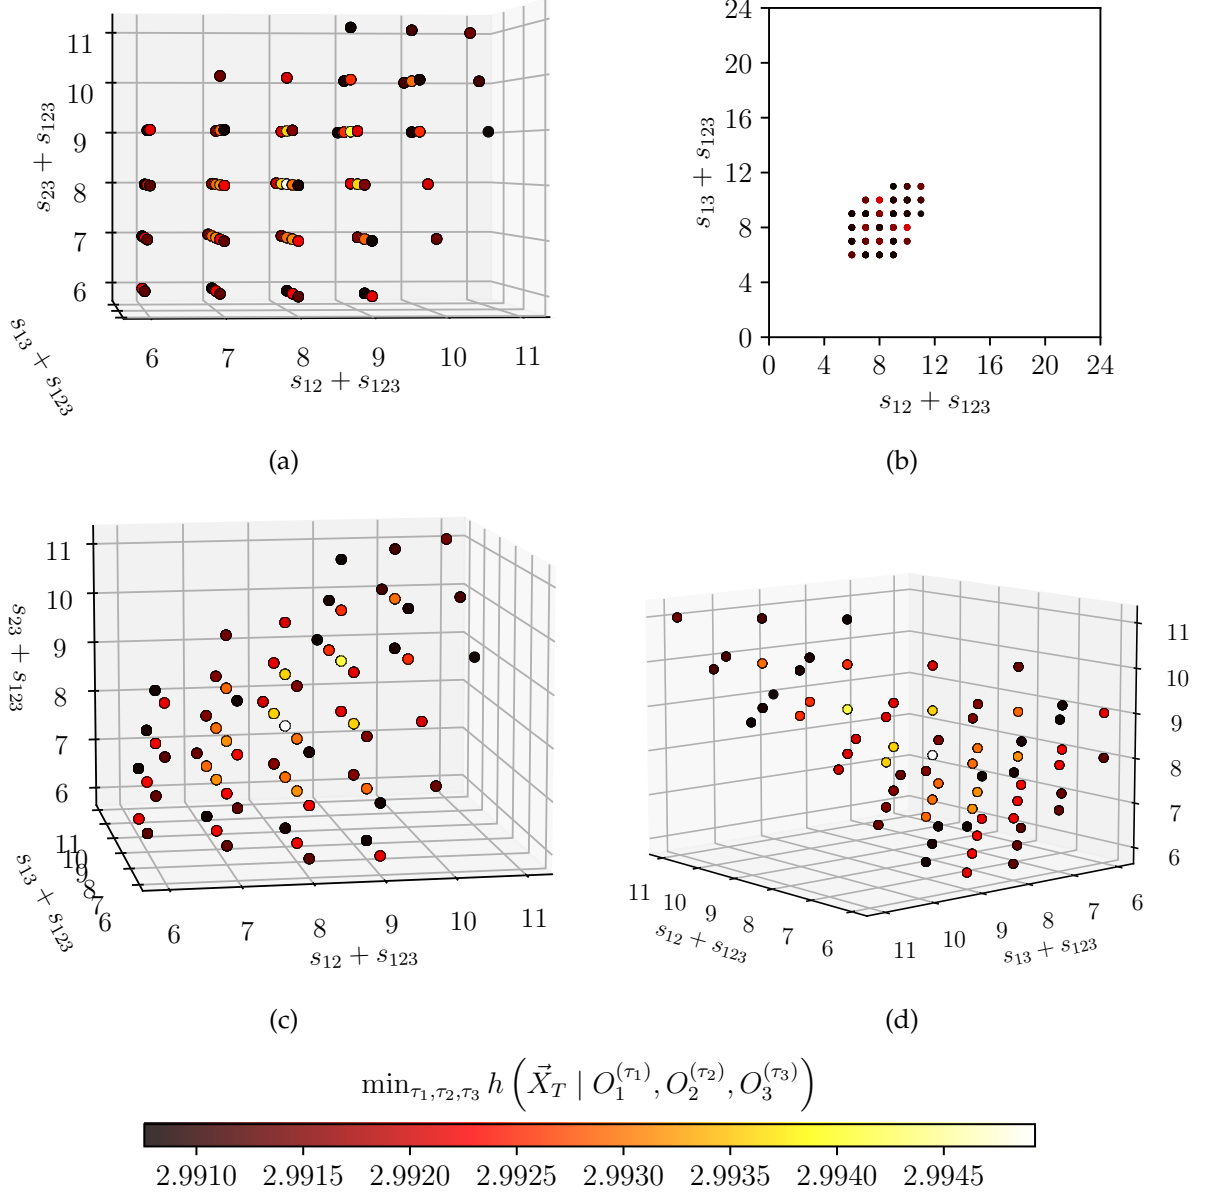 11
10
9
8
7
6
s₂₃ + s₁₂₃
s₁₃ + s₁₂₃
6 7 8 9 10 11
s₁₂ + s₁₂₃
(a)
24
20
16
12
8
4
0
s₁₃ + s₁₂₃
0 4 8 12 16 20 24
s₁₂ + s₁₂₃
(b)
11
10
9
8
7
6
s₂₃ + s₁₂₃
11
10
9
8
7
6
s₁₃ + s₁₂₃
6 7 8 9 10 11
s₁₂ + s₁₂₃
(c)
11
10
9
8
7
6
11 10 9 8 7 6
s₁₂ + s₁₂₃
11 10 9 8 7 6
s₁₃ + s₁₂₃
(d)
min_{τ₁,τ₂,τ₃} h (X⃗_T | O₁^{(τ₁)}, O₂^{(τ₂)}, O₃^{(τ₃)})
2.9910 2.9915 2.9920 2.9925 2.9930 2.9935 2.9940 2.9945